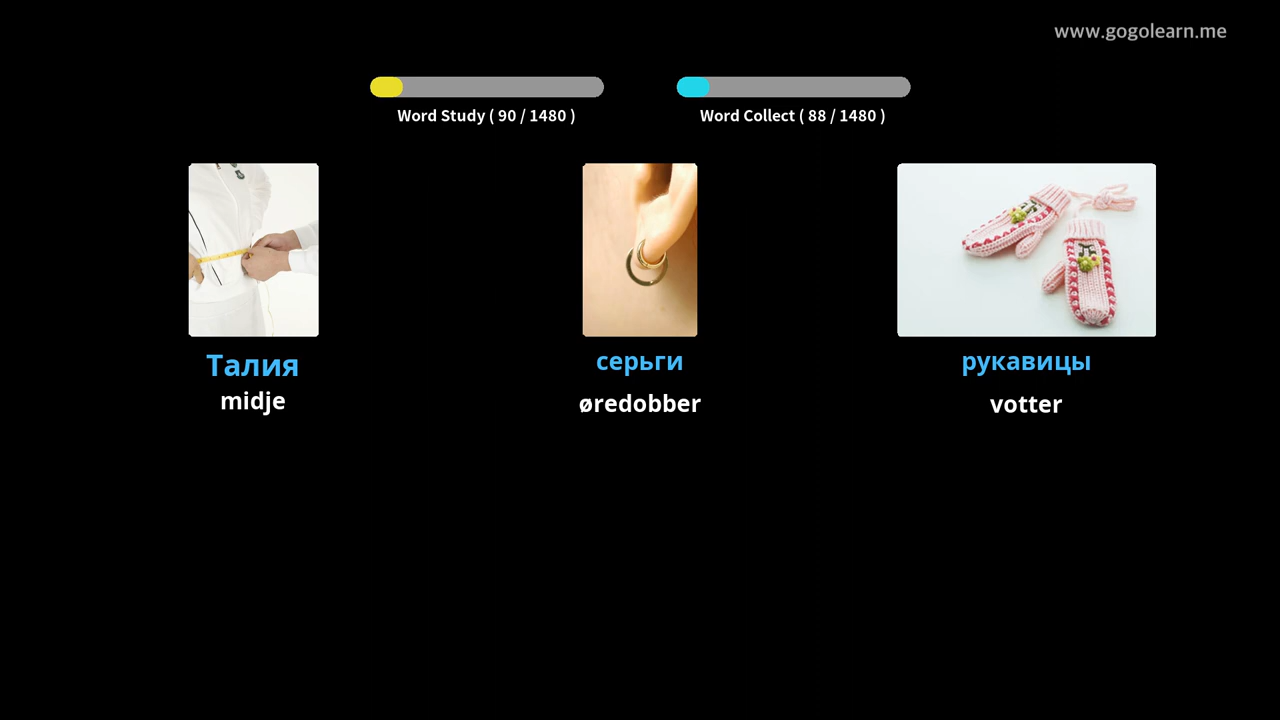 www.gogolearn.me
Word Study ( 90 / 1480 )
Word Collect ( 88 / 1480 )
Талия
midje
серьги
øredobber
рукавицы
votter